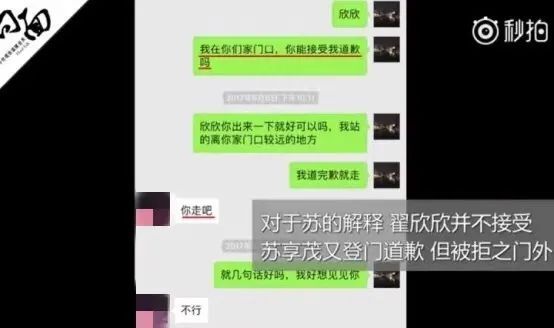 秒拍
欣欣
我在你们家门口，你能接受我道歉
吗
欣欣你出来一下就好可以吗，我站
的离你家门口较远的地方
我道完歉就走
你走吧
对于苏的解释 翟欣欣并不接受
苏享茂又登门道歉 但被拒之门外
就几句话好吗，我好想见见你
不行